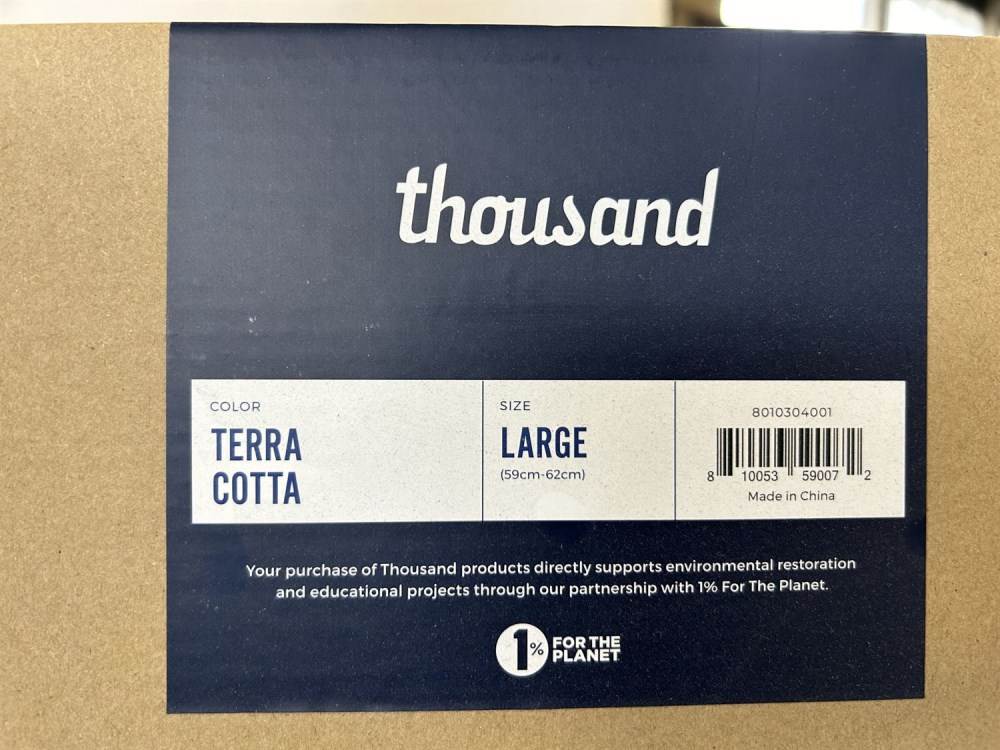 thousand
COLOR
TERRA
COTTA
SIZE
LARGE
(59cm-62cm)
8010304001
8 10053 59007 2
Made in China
Your purchase of Thousand products directly supports environmental restoration
and educational projects through our partnership with 1% For The Planet.
1% FOR THE
PLANET